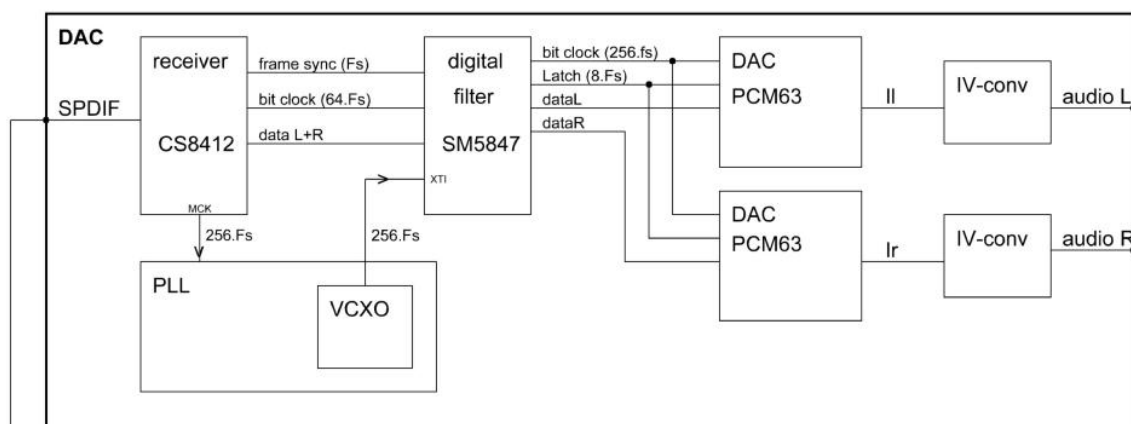 DAC
SPDIF
receiver
CS8412
MCK
frame sync (Fs)
bit clock (64.Fs)
data L+R
digital
filter
SM5847
XTI
bit clock (256.fs)
Latch (8.Fs)
dataL
dataR
DAC
PCM63
Il
IV-conv
audio L
DAC
PCM63
Ir
IV-conv
audio R
256.Fs
256.Fs
PLL
VCXO